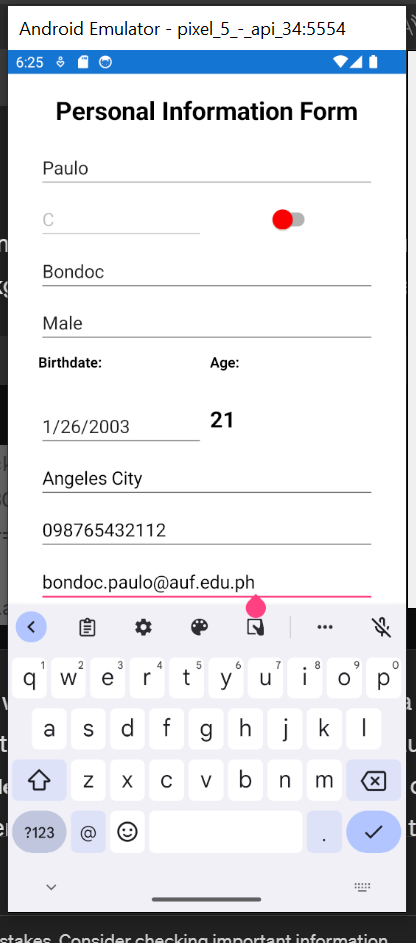 Android Emulator - pixel_5_-_api_34:5554
6:25
Personal Information Form
Paulo
C
Bondoc
Male
Birthdate: Age:
1/26/2003 21
Angeles City
098765432112
bondoc.paulo@auf.edu.ph
q1 w2 e3 r4 t5 y6 u7 i8 o9 p0
a s d f g h j k l
z x c v b n m
?123 @ .
stakes. Consider checking important information